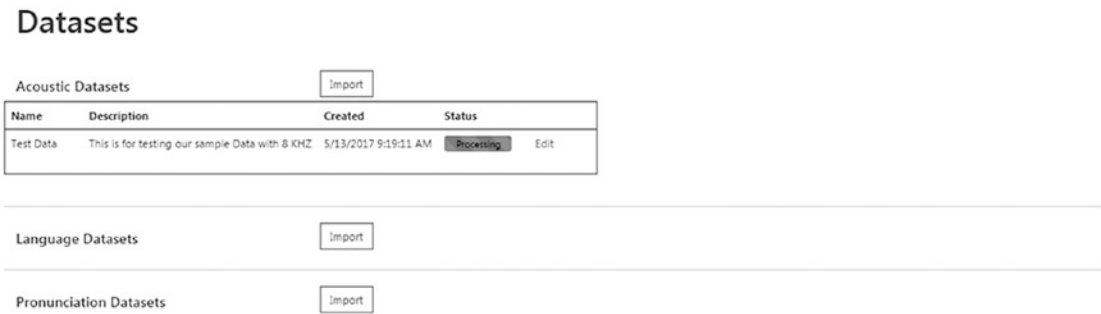 Datasets
Acoustic Datasets Import
Name Description Created Status
Test Data This is for testing our sample Data with 8 KHZ 5/13/2017 9:19:11 AM Processing Edit
Language Datasets Import
Pronunciation Datasets Import